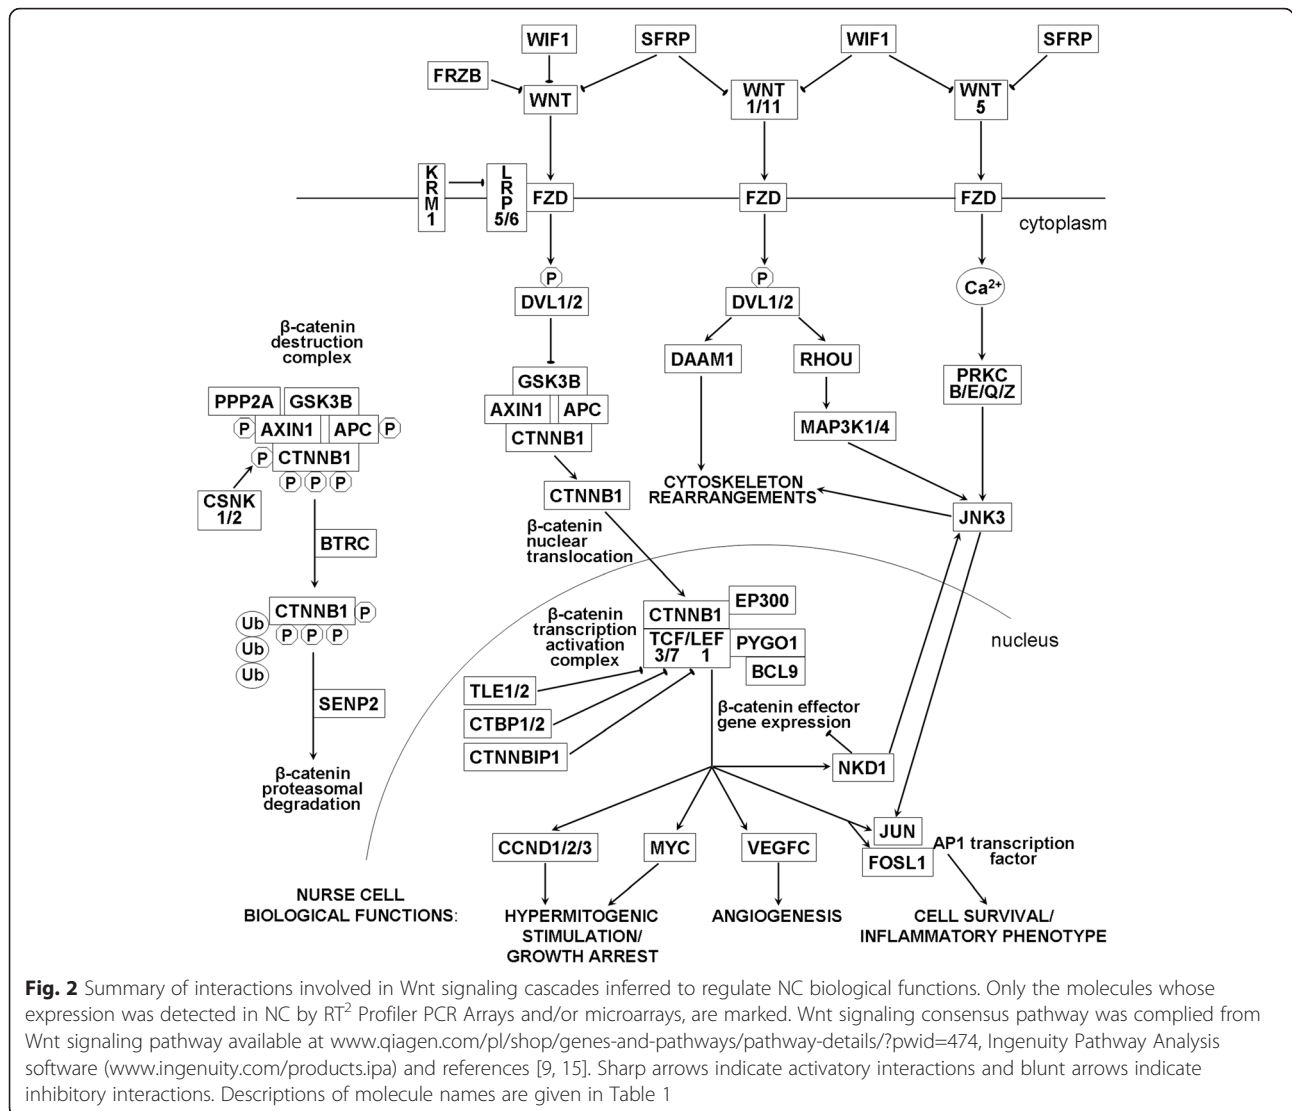 WIF1 SFRP WIF1 SFRP
FRZB
WNT WNT WNT
1/11 5
K L
R R
M P
1 5/6
FZD FZD FZD
cytoplasm
P P
DVL1/2 DVL1/2 Ca²⁺
β-catenin
destruction
complex
DAAM1 RHOU
PRKC
B/E/Q/Z
PPP2A GSK3B
P AXIN1 APC P
P CTNNB1
P P P
CSNK
1/2
GSK3B
AXIN1 APC
CTNNB1
MAP3K1/4
CTNNB1
CYTOSKELETON
REARRANGEMENTS
JNK3
β-catenin
nuclear
translocation
BTRC
CTNNB1 P
P P P
Ub
Ub
Ub
SENP2
β-catenin
proteasomal
degradation
β-catenin
transcription
activation
complex
CTNNB1 EP300
TCF/LEF
3/7 1
PYGO1
BCL9
nucleus
TLE1/2
CTBP1/2
CTNNBIP1
β-catenin effector
gene expression
NKD1
CCND1/2/3 MYC VEGFC JUN
FOSL1
AP1 transcription
factor
NURSE CELL
BIOLOGICAL FUNCTIONS:
HYPERMITOGENIC
STIMULATION/
GROWTH ARREST
ANGIOGENESIS
CELL SURVIVAL/
INFLAMMATORY PHENOTYPE
Fig. 2 Summary of interactions involved in Wnt signaling cascades inferred to regulate NC biological functions. Only the molecules whose
expression was detected in NC by RT² Profiler PCR Arrays and/or microarrays, are marked. Wnt signaling consensus pathway was complied from
Wnt signaling pathway available at www.qiagen.com/pl/shop/genes-and-pathways/pathway-details/?pwid=474, Ingenuity Pathway Analysis
software (www.ingenuity.com/products.ipa) and references [9, 15]. Sharp arrows indicate activatory interactions and blunt arrows indicate
inhibitory interactions. Descriptions of molecule names are given in Table 1